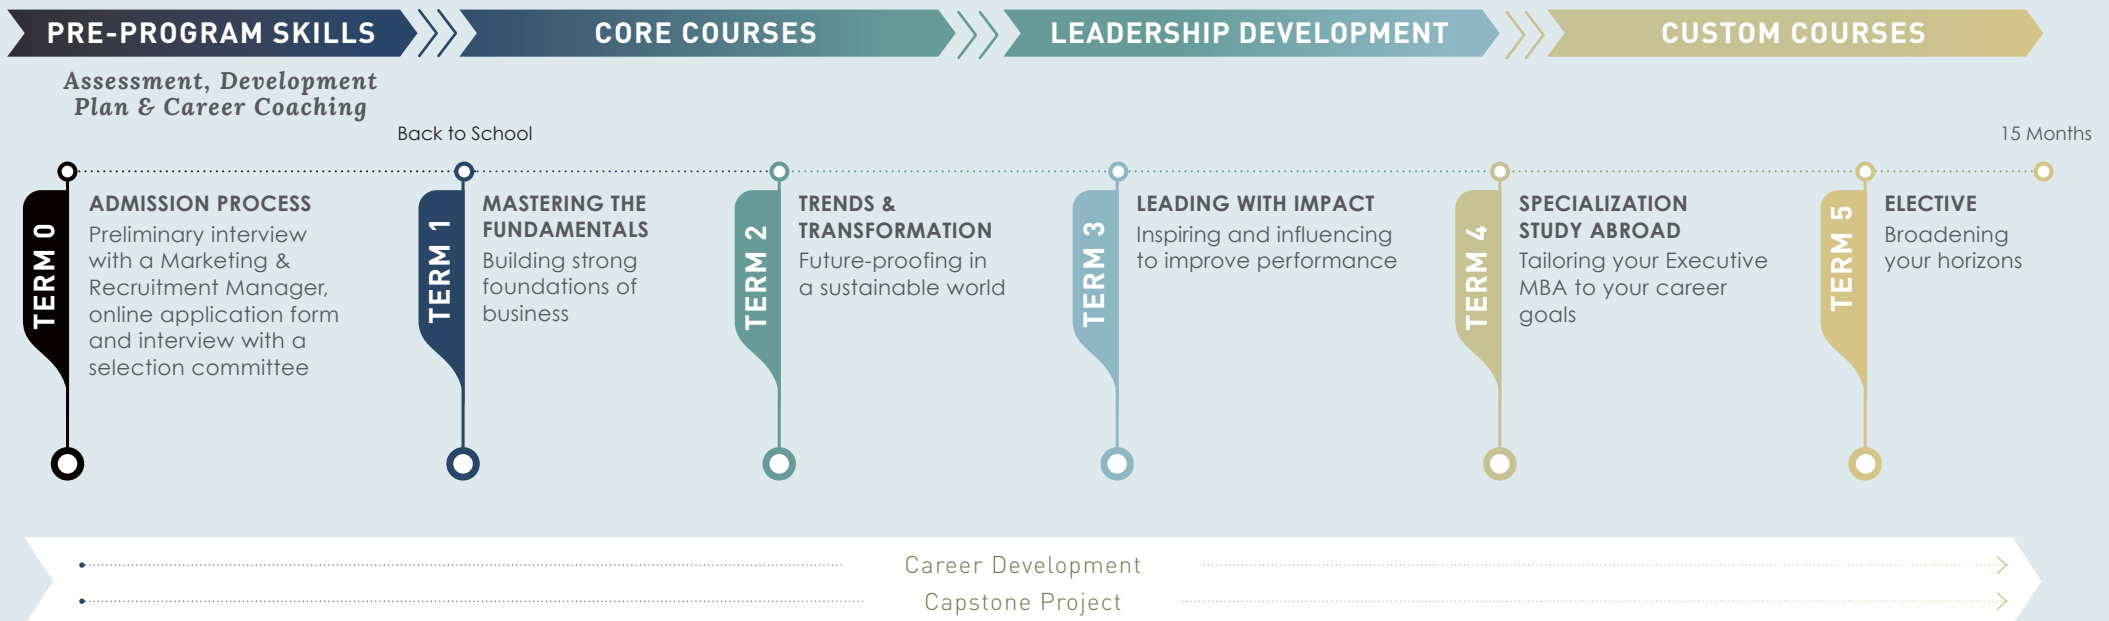 PRE-PROGRAM SKILLS
CORE COURSES
LEADERSHIP DEVELOPMENT
CUSTOM COURSES
Assessment, Development
Plan & Career Coaching
Back to School
15 Months
TERM 0
ADMISSION PROCESS
Preliminary interview
with a Marketing &
Recruitment Manager,
online application form
and interview with a
selection committee
TERM 1
MASTERING THE
FUNDAMENTALS
Building strong
foundations of
business
TERM 2
TRENDS &
TRANSFORMATION
Future-proofing in
a sustainable world
TERM 3
LEADING WITH IMPACT
Inspiring and influencing
to improve performance
TERM 4
SPECIALIZATION
STUDY ABROAD
Tailoring your Executive
MBA to your career
goals
TERM 5
ELECTIVE
Broadening
your horizons
Career Development
Capstone Project